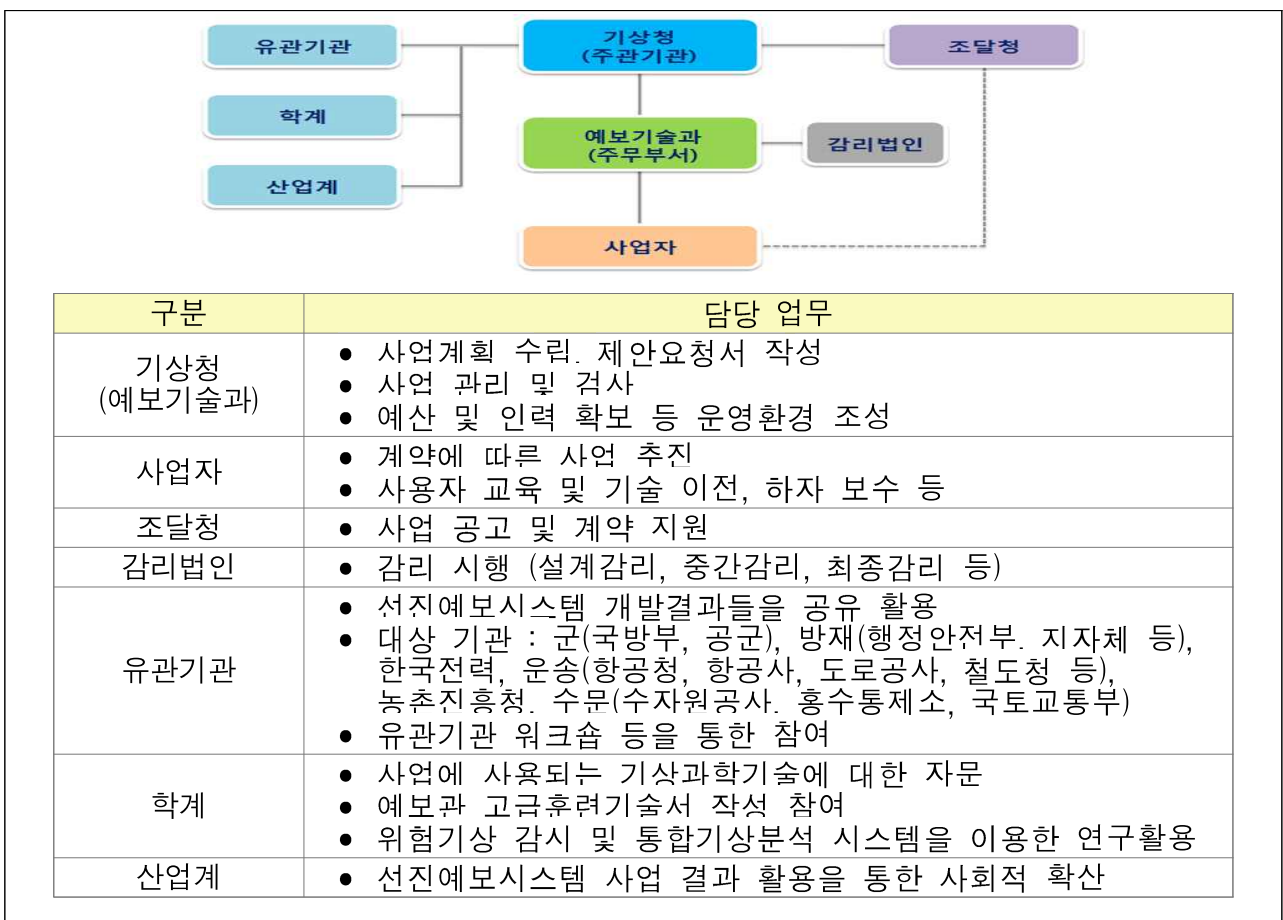 유관기관
기상청
(주관기관)
조달청
학계
예보기술과
(주무부서)
감리법인
산업계
사업자
구분 담당 업무
기상청
(예보기술과)
● 사업계획 수립, 제안요청서 작성
● 사업 관리 및 검사
● 예산 및 인력 확보 등 운영환경 조성
사업자
● 계약에 따른 사업 추진
● 사용자 교육 및 기술 이전, 하자 보수 등
조달청 ● 사업 공고 및 계약 지원
감리법인 ● 감리 시행 (설계감리, 중간감리, 최종감리 등)
유관기관
● 선진예보시스템 개발결과들을 공유 활용
● 대상 기관 : 군(국방부, 공군), 방재(행정안전부, 지자체 등),
한국전력, 운송(항공청, 항공사, 도로공사, 철도청 등),
농촌진흥청, 수문(수자원공사, 홍수통제소, 국토교통부)
● 유관기관 워크숍 등을 통한 참여
학계
● 사업에 사용되는 기상과학기술에 대한 자문
● 예보관 고급훈련기술서 작성 참여
● 위험기상 감시 및 통합기상분석 시스템을 이용한 연구활용
산업계 ● 선진예보시스템 사업 결과 활용을 통한 사회적 확산